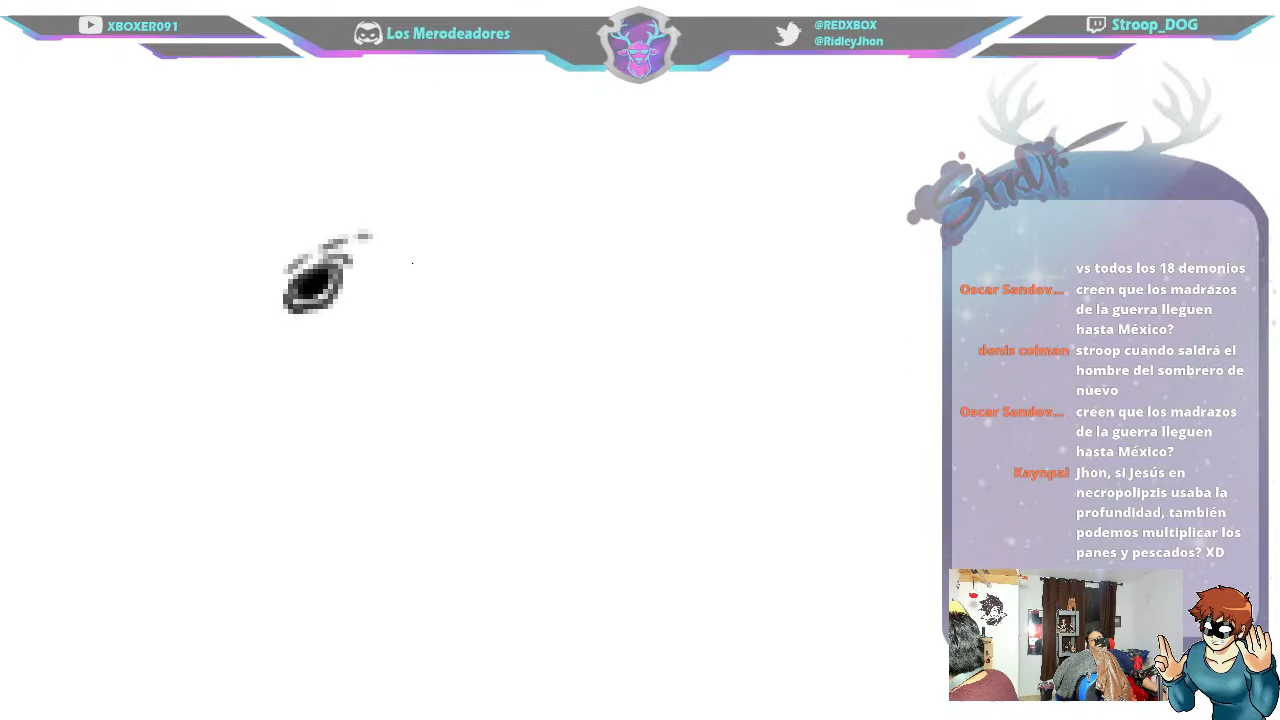 XBOXER091
Los Merodeadores
@REDXBOX
@RidleyJhon
Stroop_DOG
Stroop
vs todos los 18 demonios
Oscar Sandov... creen que los madrazos
de la guerra lleguen
hasta México?
denis colman stroop cuando saldrá el
hombre del sombrero de
nuevo
Oscar Sandov... creen que los madrazos
de la guerra lleguen
hasta México?
Kaynpal Jhon, si Jesús en
necropolipzis usaba la
profundidad, también
podemos multiplicar los
panes y pescados? XD